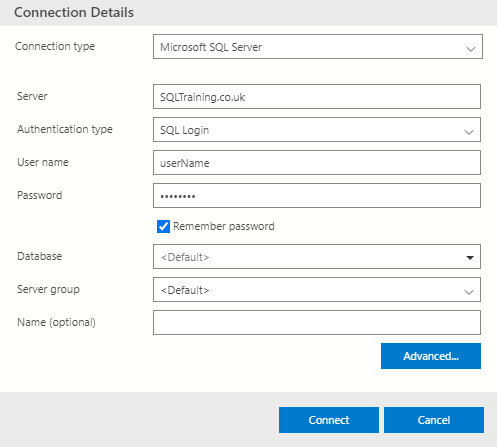 Connection Details
Connection type Microsoft SQL Server
Server SQLTraining.co.uk
Authentication type SQL Login
User name userName
Password ••••••••
Remember password
Database <Default>
Server group <Default>
Name (optional)
Advanced...
Connect Cancel